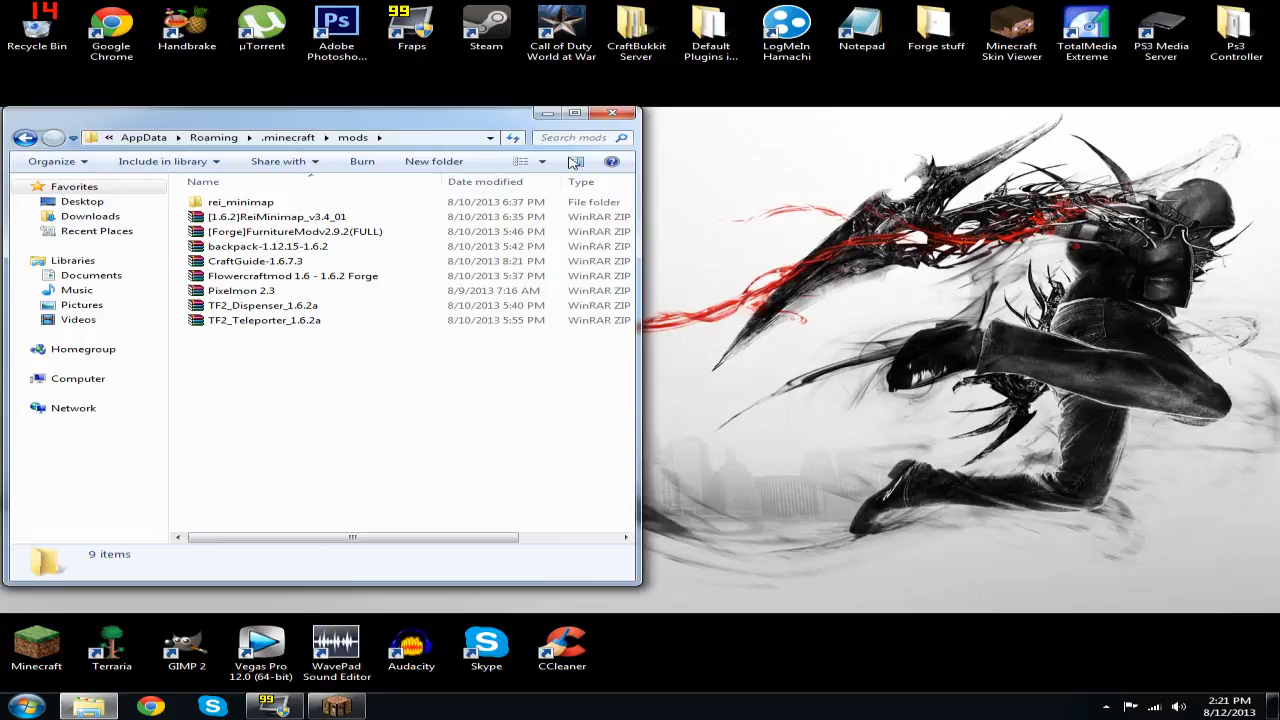 14
99
Recycle Bin
Google Chrome
Handbrake
µTorrent
Adobe Photosho...
Fraps
Steam
Call of Duty World at War
CraftBukkit Server
Default Plugins i...
LogMeIn Hamachi
Notepad
Forge stuff
Minecraft Skin Viewer
TotalMedia Extreme
PS3 Media Server
Ps3 Controller
« AppData Roaming .minecraft mods
Search mods
Organize Include in library Share with Burn New folder
Name Date modified Type
Favorites
Desktop
Downloads
Recent Places
Libraries
Documents
Music
Pictures
Videos
Homegroup
Computer
Network
rei_minimap 8/10/2013 6:37 PM File folder
[1.6.2]ReiMinimap_v3.4_01 8/10/2013 6:35 PM WinRAR ZIP
[Forge]FurnitureModv2.9.2(FULL) 8/10/2013 5:46 PM WinRAR ZIP
backpack-1.12.15-1.6.2 8/10/2013 5:42 PM WinRAR ZIP
CraftGuide-1.6.7.3 8/10/2013 8:21 PM WinRAR ZIP
Flowercraftmod 1.6 - 1.6.2 Forge 8/10/2013 5:37 PM WinRAR ZIP
Pixelmon 2.3 8/9/2013 7:16 AM WinRAR ZIP
TF2_Dispenser_1.6.2a 8/10/2013 5:40 PM WinRAR ZIP
TF2_Teleporter_1.6.2a 8/10/2013 5:55 PM WinRAR ZIP
9 items
Minecraft
Terraria
GIMP 2
Vegas Pro 12.0 (64-bit)
WavePad Sound Editor
Audacity
Skype
CCleaner
99
2:21 PM
8/12/2013